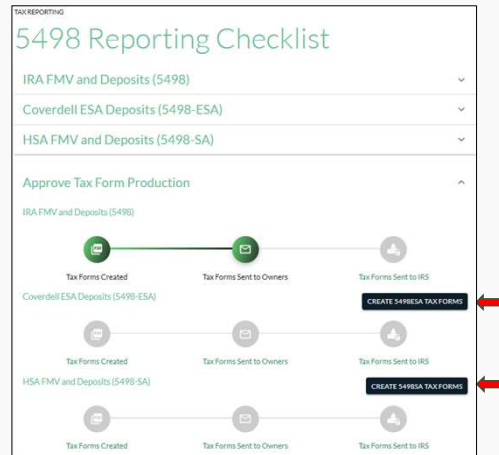 TAX REPORTING
5498 Reporting Checklist
IRA FMV and Deposits (5498)
Coverdell ESA Deposits (5498-ESA)
HSA FMV and Deposits (5498-SA)
Approve Tax Form Production
IRA FMV and Deposits (5498)
Tax Forms Created Tax Forms Sent to Owners Tax Forms Sent to IRS
Coverdell ESA Deposits (5498-ESA) CREATE 5498ESA TAX FORMS
Tax Forms Created Tax Forms Sent to Owners Tax Forms Sent to IRS
HSA FMV and Deposits (5498-SA) CREATE 5498SA TAX FORMS
Tax Forms Created Tax Forms Sent to Owners Tax Forms Sent to IRS